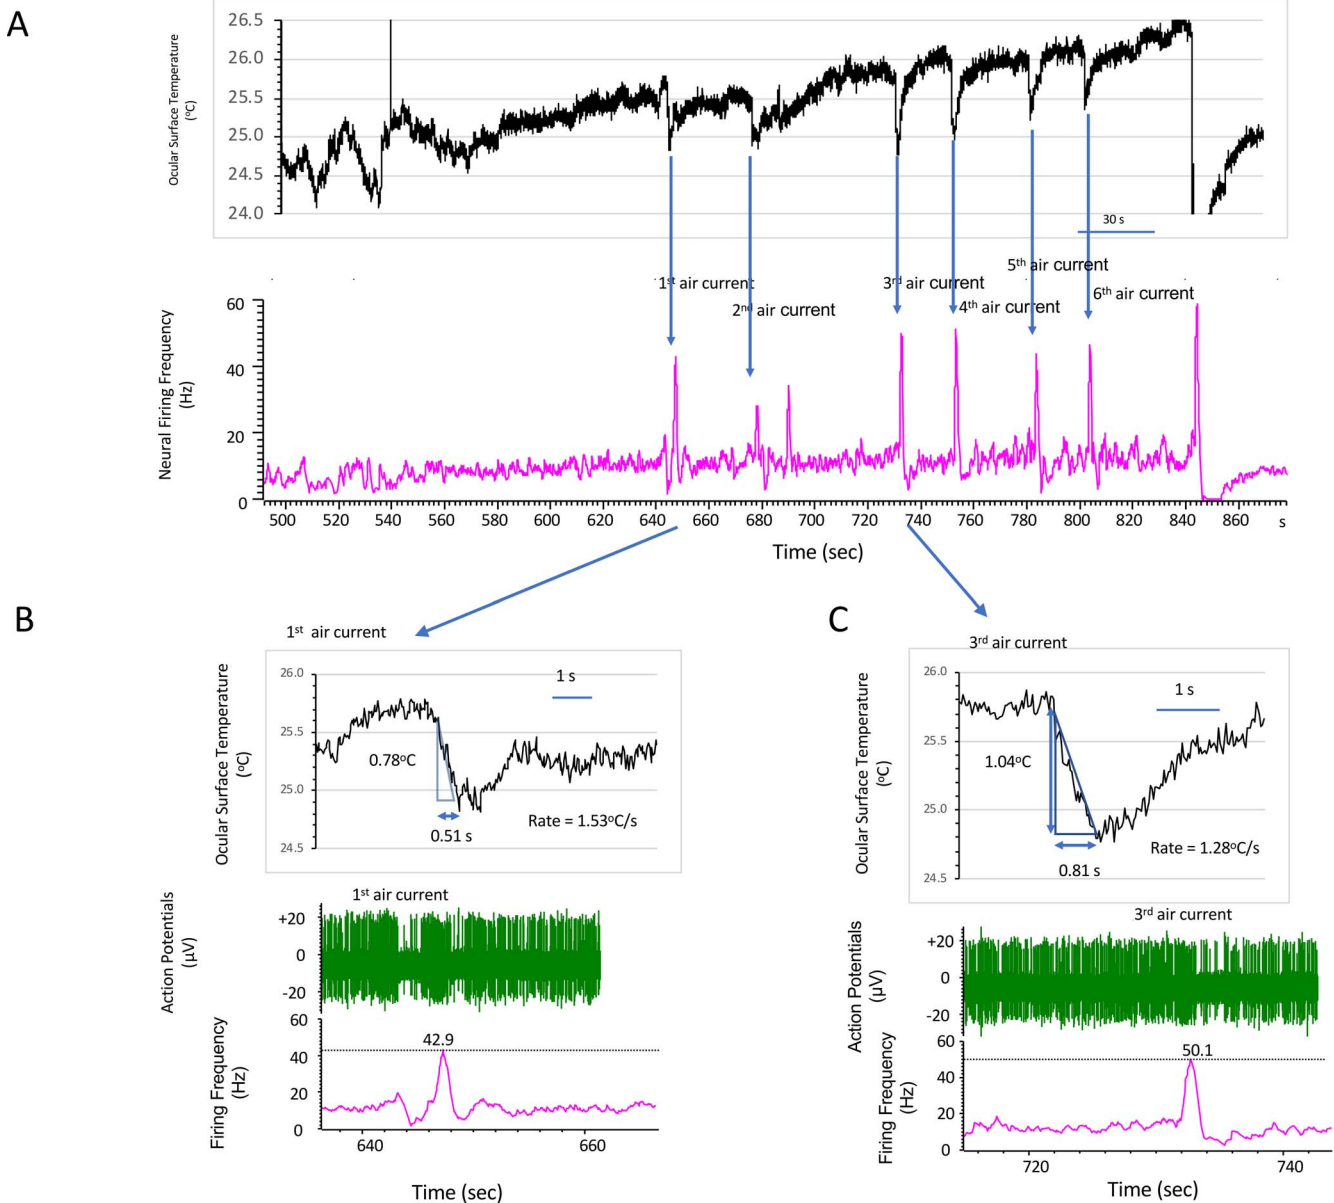 A
Ocular Surface Temperature
(ºC)
26.5
26.0
25.5
25.0
24.5
24.0
30 s
5th air current
1st air current
3rd air current
6th air current
2nd air current
4th air current
Neural Firing Frequency
(Hz)
60
40
20
0
500 520 540 560 580 600 620 640 660 680 700 720 740 760 780 800 820 840 860 s
Time (sec)
B
1st air current
Ocular Surface Temperature
(ºC)
26.0
25.5
25.0
24.5
1 s
0.78ºC
0.51 s
Rate = 1.53ºC/s
1st air current
Action Potentials
(µV)
+20
0
-20
Firing Frequency
(Hz)
60
40
20
0
42.9
640 660
Time (sec)
C
3rd air current
Ocular Surface Temperature
(ºC)
26.0
25.5
25.0
24.5
1 s
1.04ºC
0.81 s
Rate = 1.28ºC/s
3rd air current
Action Potentials
(µV)
+20
0
-20
Firing Frequency
(Hz)
60
40
20
0
50.1
720 740
Time (sec)